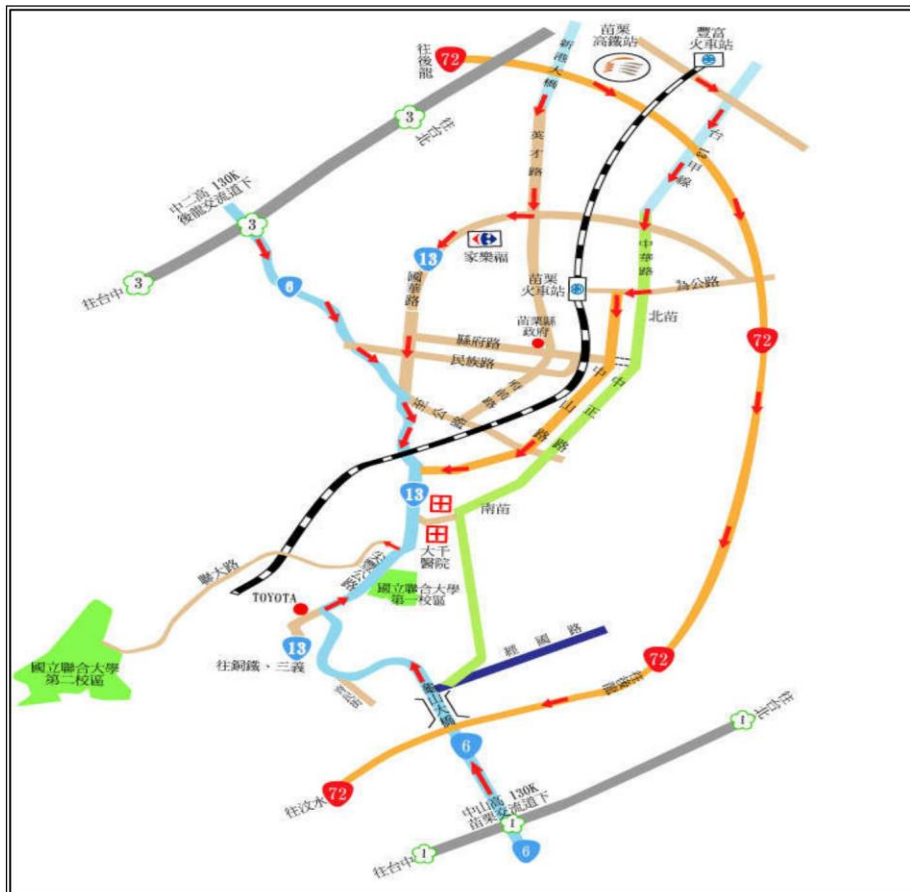 苗栗
高鐵站
豐富
火車站
72
往後龍
新港大橋
3
往台北
台13甲線
英才路
中二高 130K
後龍交流道下
3
中華路
13
家樂福
3
往台中
6
國華路
苗栗
火車站
為公路
北苗
苗栗縣
政府
72
縣府路
民族路
至公路
中山路
中正路
13
南苗
大千
醫院
聯大路
國立聯合大學
第一校區
TOYOTA
13
往銅鑼、三義
國立聯合大學
第二校區
經國路
72
往後龍
6
1
往台北
72
往汶水
中山高 130K
苗栗交流道下
1
1
往台中
6